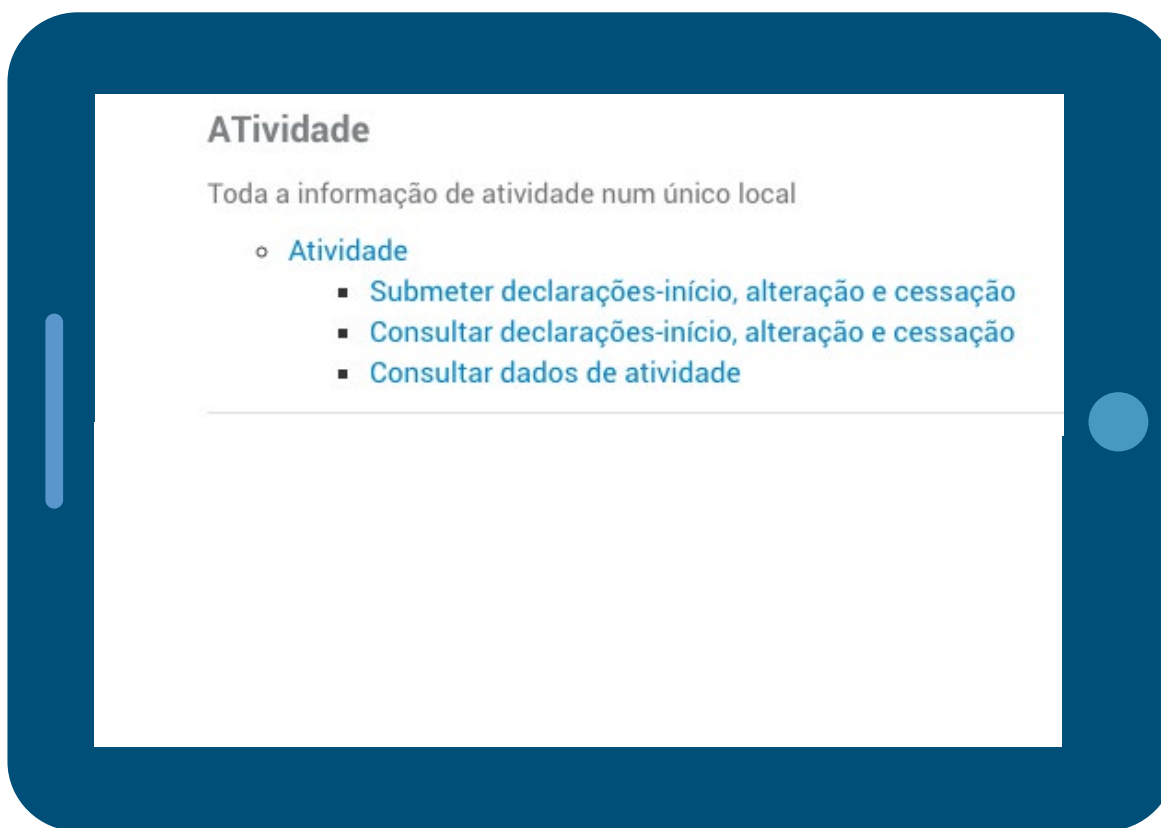 ATividade
Toda a informação de atividade num único local
Atividade
Submeter declarações-início, alteração e cessação
Consultar declarações-início, alteração e cessação
Consultar dados de atividade